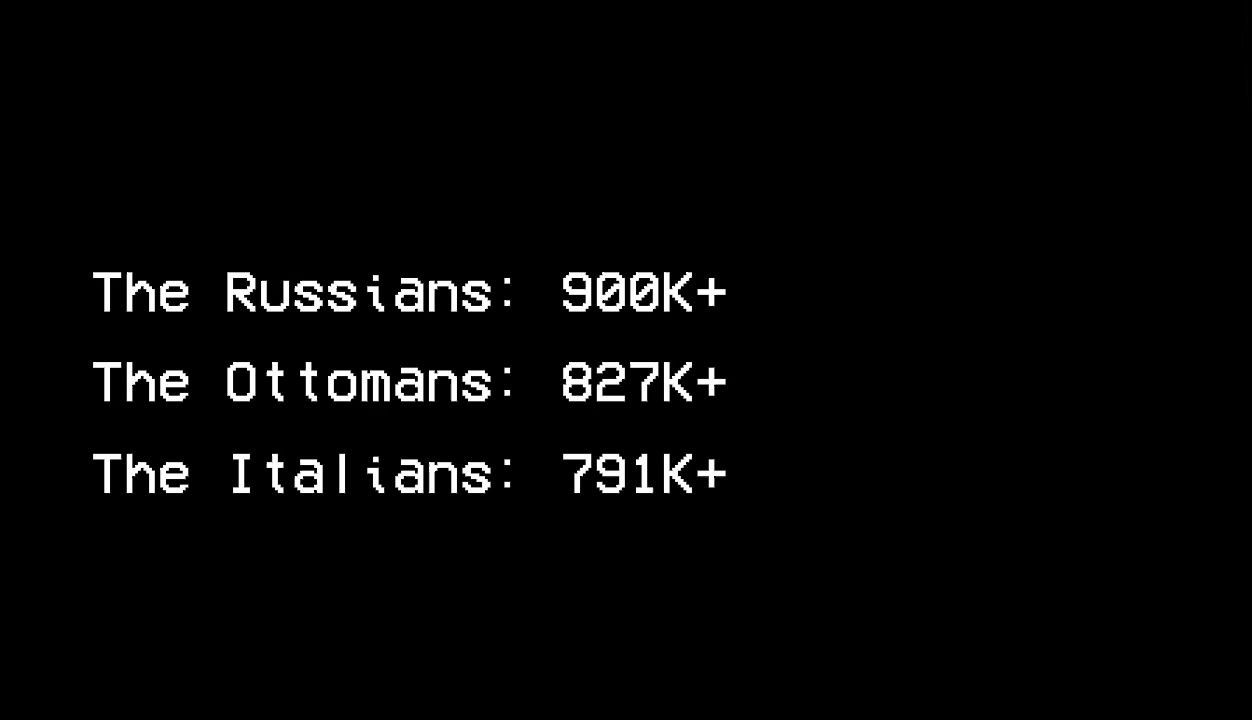 The Russians: 900K+
The Ottomans: 827K+
The Italians: 791K+